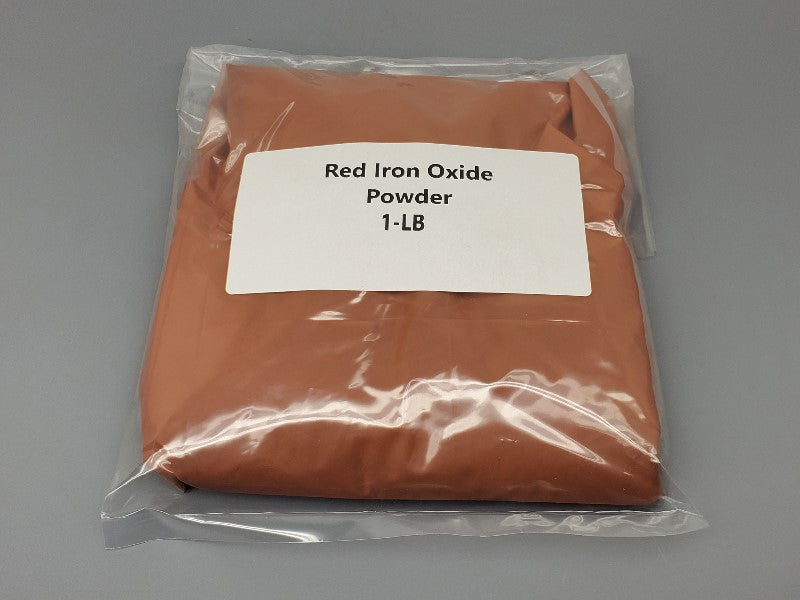 Red Iron Oxide
Powder
1-LB